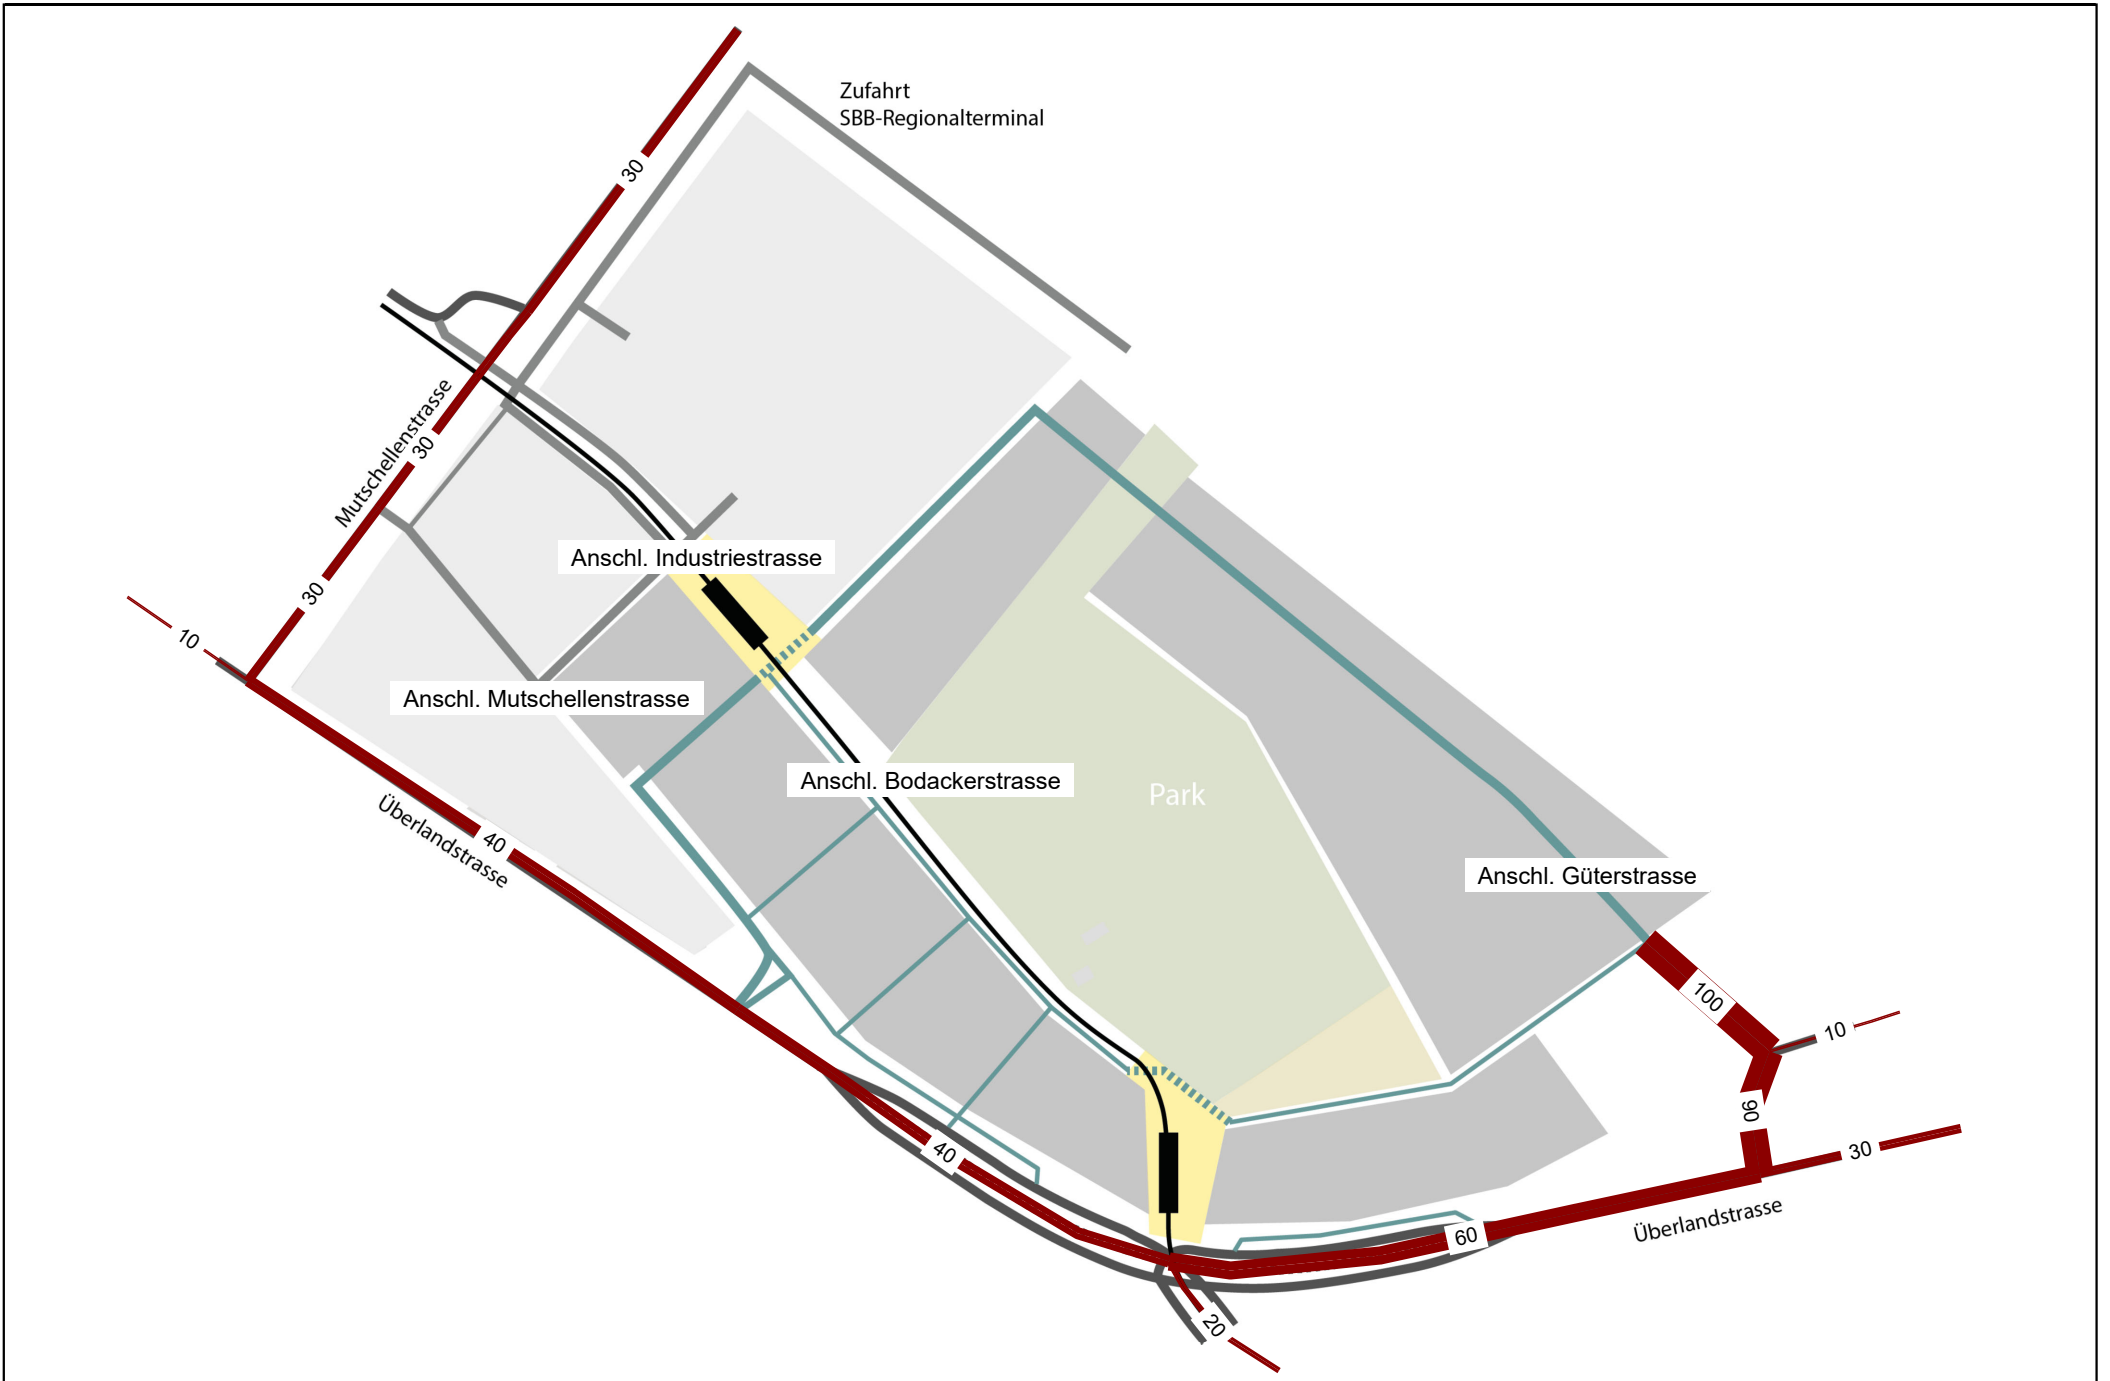 Zufahrt
SBB-Regionalterminal
30
Mutschellenstrasse
30
Anschl. Industriestrasse
30
10
Anschl. Mutschellenstrasse
Anschl. Bodackerstrasse
Park
Überlandstrasse
40
Anschl. Güterstrasse
100
10
90
40
30
60
Überlandstrasse
20